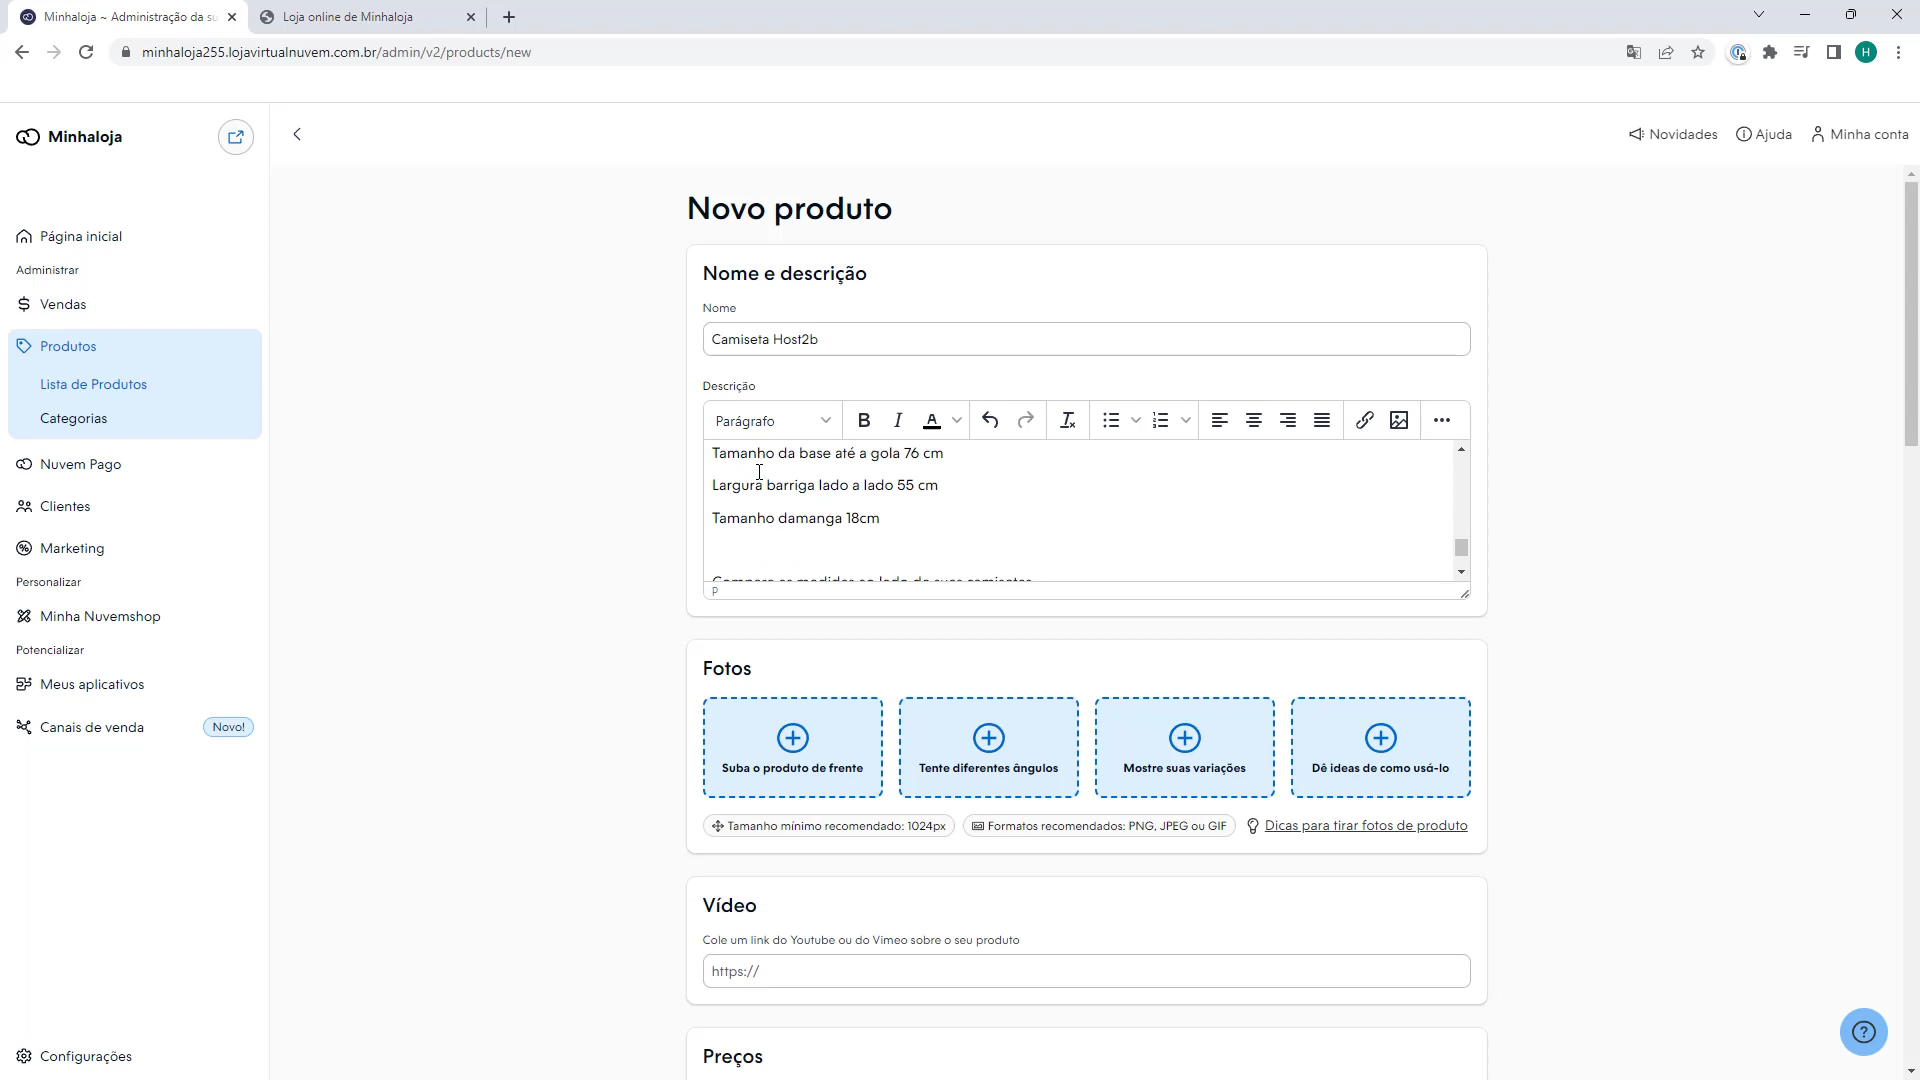 Minhaloja ~ Administração da su
Loja online de Minhaloja
minhaloja255.lojavirtualnuvem.com.br/admin/v2/products/new
H
Minhaloja
Novidades
Ajuda
Minha conta
Página inicial
Administrar
Vendas
Produtos
Lista de Produtos
Categorias
Nuvem Pago
Clientes
Marketing
Personalizar
Minha Nuvemshop
Potencializar
Meus aplicativos
Canais de venda
Novo!
Configurações
Novo produto
Nome e descrição
Nome
Camiseta Host2b
Descrição
Parágrafo
Tamanho da base até a gola 76 cm
Largura barriga lado a lado 55 cm
Tamanho damanga 18cm
P
Fotos
Suba o produto de frente
Tente diferentes ângulos
Mostre suas variações
Dê ideas de como usá-lo
Tamanho mínimo recomendado: 1024px
Formatos recomendados: PNG, JPEG ou GIF
Dicas para tirar fotos de produto
Vídeo
Cole um link do Youtube ou do Vimeo sobre o seu produto
https://
Preços